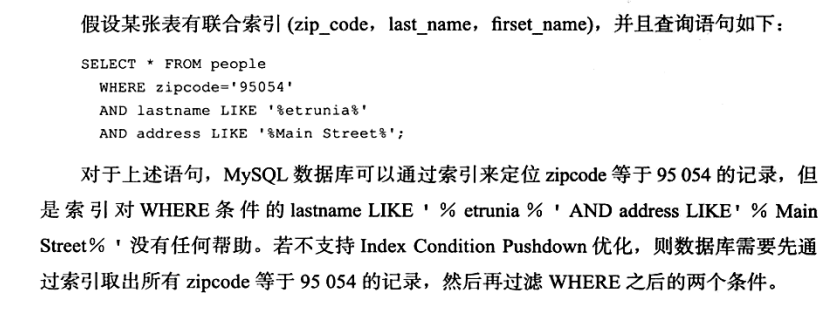 假设某张表有联合索引 (zip_code，last_name，firset_name)，并且查询语句如下：
SELECT * FROM people
WHERE zipcode='95054'
AND lastname LIKE '%etrunia%'
AND address LIKE '%Main Street%';
对于上述语句，MySQL 数据库可以通过索引来定位 zipcode 等于 95 054 的记录，但
是索引对 WHERE 条件的 lastname LIKE ' % etrunia % ' AND address LIKE' % Main
Street% ' 没有任何帮助。若不支持 Index Condition Pushdown 优化，则数据库需要先通
过索引取出所有 zipcode 等于 95 054 的记录，然后再过滤 WHERE 之后的两个条件。